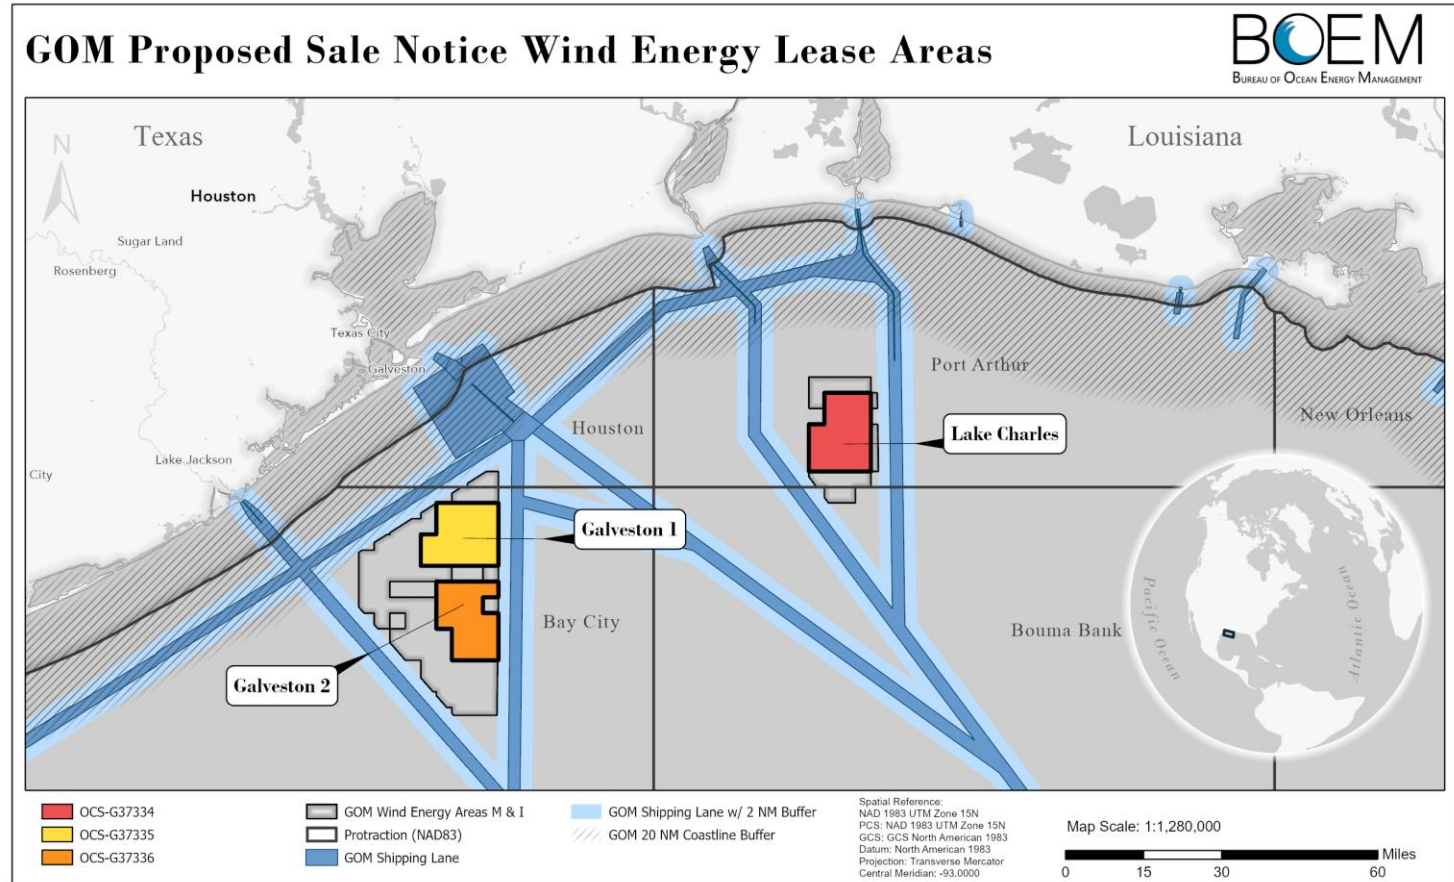 GOM Proposed Sale Notice Wind Energy Lease Areas
BOEM
BUREAU OF OCEAN ENERGY MANAGEMENT
N
Texas
Louisiana
Houston
Sugar Land
Rosenberg
Texas City
Galveston
Lake Jackson
City
Houston
Port Arthur
New Orleans
Lake Charles
Galveston 1
Bay City
Bouma Bank
Galveston 2
Pacific Ocean
Atlantic Ocean
OCS-G37334
OCS-G37335
OCS-G37336
GOM Wind Energy Areas M & I
Protraction (NAD83)
GOM Shipping Lane
GOM Shipping Lane w/ 2 NM Buffer
GOM 20 NM Coastline Buffer
Spatial Reference:
NAD 1983 UTM Zone 15N
PCS: NAD 1983 UTM Zone 15N
GCS: GCS North American 1983
Datum: North American 1983
Projection: Transverse Mercator
Central Meridian: -93.0000
Map Scale: 1:1,280,000
Miles
0 15 30 60